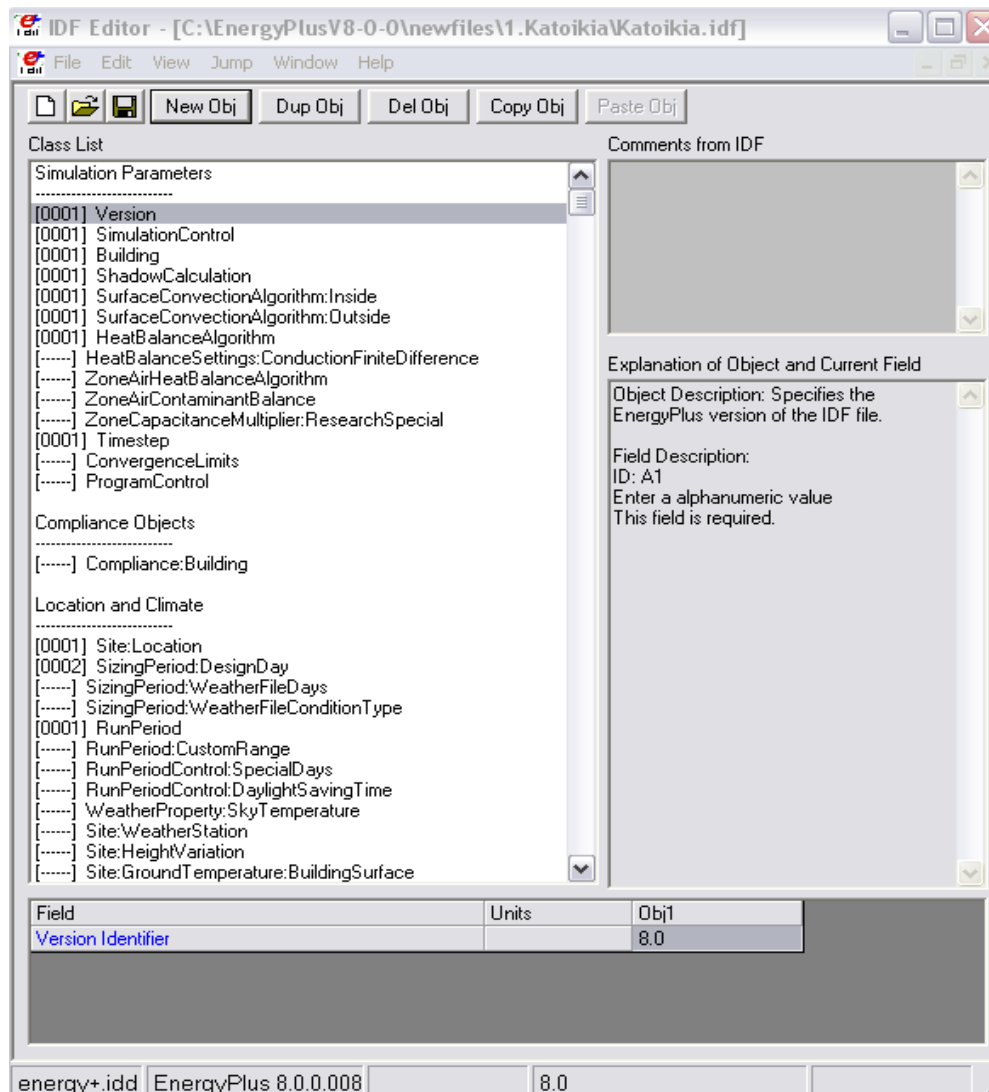 IDF Editor - [C:\EnergyPlusV8-0-0\newfiles\1.Katoikia\Katoikia.idf]
File Edit View Jump Window Help
New Obj Dup Obj Del Obj Copy Obj Paste Obj
Class List
Simulation Parameters
---------------------------
[0001] Version
[0001] SimulationControl
[0001] Building
[0001] ShadowCalculation
[0001] SurfaceConvectionAlgorithm:Inside
[0001] SurfaceConvectionAlgorithm:Outside
[0001] HeatBalanceAlgorithm
[------] HeatBalanceSettings:ConductionFiniteDifference
[------] ZoneAirHeatBalanceAlgorithm
[------] ZoneAirContaminantBalance
[------] ZoneCapacitanceMultiplier:ResearchSpecial
[0001] Timestep
[------] ConvergenceLimits
[------] ProgramControl
Compliance Objects
---------------------------
[------] Compliance:Building
Location and Climate
---------------------------
[0001] Site:Location
[0002] SizingPeriod:DesignDay
[------] SizingPeriod:WeatherFileDays
[------] SizingPeriod:WeatherFileConditionType
[0001] RunPeriod
[------] RunPeriod:CustomRange
[------] RunPeriodControl:SpecialDays
[------] RunPeriodControl:DaylightSavingTime
[------] WeatherProperty:SkyTemperature
[------] Site:WeatherStation
[------] Site:HeightVariation
[------] Site:GroundTemperature:BuildingSurface
Comments from IDF
Explanation of Object and Current Field
Object Description: Specifies the
EnergyPlus version of the IDF file.
Field Description:
ID: A1
Enter a alphanumeric value
This field is required.
Field Units Obj1
Version Identifier 8.0
energy+.idd EnergyPlus 8.0.0.008 8.0